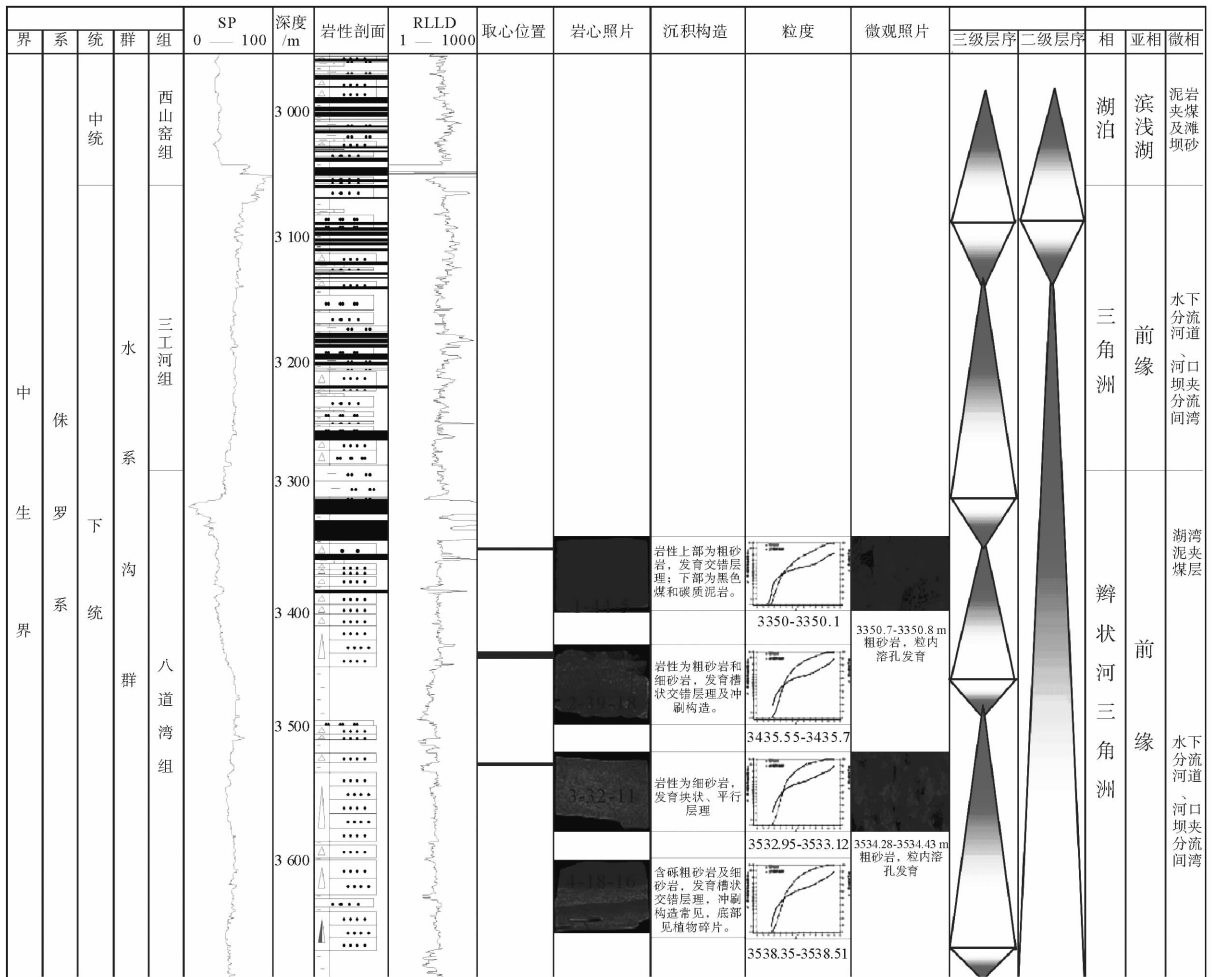 界 系 统 群 组
SP
0 — 100
深度
/m
岩性剖面
RLLD
1 — 1000
取心位置
岩心照片
沉积构造
粒度
微观照片
三级层序
二级层序
相
亚相
微相
中生界
侏罗系
中统
下统
水系沟群
西山窑组
三工河组
八道湾组
3 000
3 100
3 200
3 300
3 400
3 500
3 600
岩性上部为粗砂
岩，发育交错层
理；下部为黑色
煤和碳质泥岩。
3350-3350.1
3350.7-3350.8 m
粗砂岩，粒内
溶孔发育
岩性为粗砂岩和
细砂岩，发育槽
状交错层理及冲
刷构造。
3435.55-3435.7
3-32-11
岩性为细砂岩，
发育块状、平行
层理
3532.95-3533.12
3534.28-3534.43 m
粗砂岩，粒内溶
孔发育
4-18-16
含砾粗砂岩及细
砂岩，发育槽状
交错层理，冲刷
构造常见，底部
见植物碎片。
3538.35-3538.51
湖泊
滨浅湖
泥岩
夹煤
及滩
坝砂
三角洲
前缘
水下
分流
河道
、
河口
坝夹
分流
间湾
辫状河三角洲
前缘
湖湾
泥夹
煤层
水下
分流
河道
、
河口
坝夹
分流
间湾